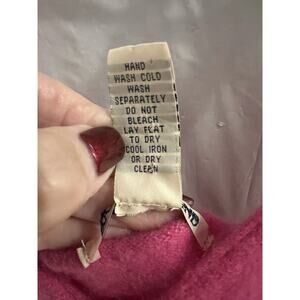 HAND
WASH COLD
WASH
SEPARATELY
DO NOT
BLEACH
LAY FLAT
TO DRY
COOL IRON
OR DRY
CLEAN